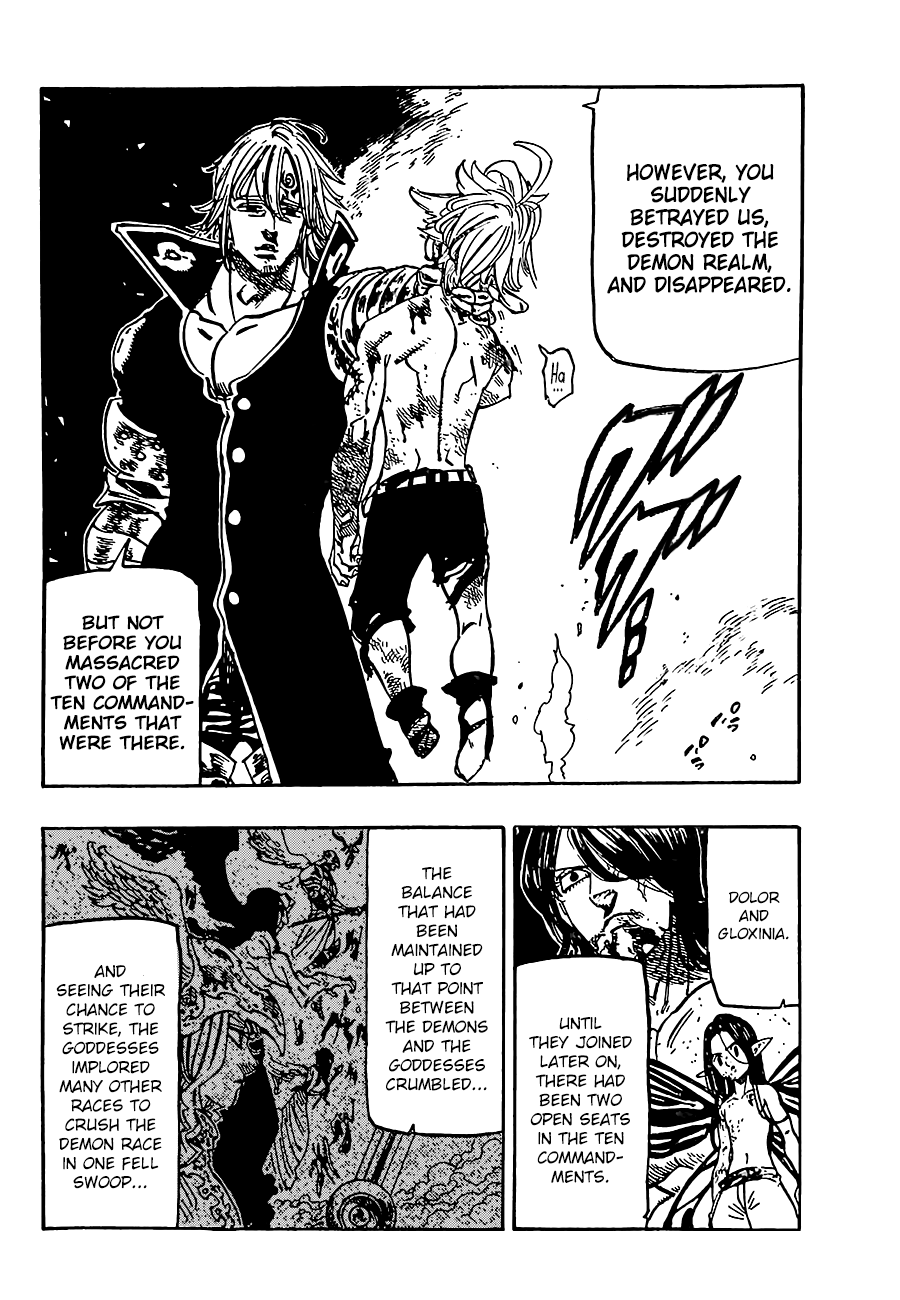 HOWEVER, YOU
SUDDENLY
BETRAYED US,
DESTROYED THE
DEMON REALM,
AND DISAPPEARED.
Ha
...
BUT NOT
BEFORE YOU
MASSACRED
TWO OF THE
TEN COMMAND-
MENTS THAT
WERE THERE.
DOLOR
AND
GLOXINIA.
UNTIL
THEY JOINED
LATER ON,
THERE HAD
BEEN TWO
OPEN SEATS
IN THE TEN
COMMAND-
MENTS.
THE
BALANCE
THAT HAD
BEEN
MAINTAINED
UP TO
THAT POINT
BETWEEN
THE DEMONS
AND THE
GODDESSES
CRUMBLED...
AND
SEEING THEIR
CHANCE TO
STRIKE, THE
GODDESSES
IMPLORED
MANY OTHER
RACES TO
CRUSH THE
DEMON RACE
IN ONE FELL
SWOOP...